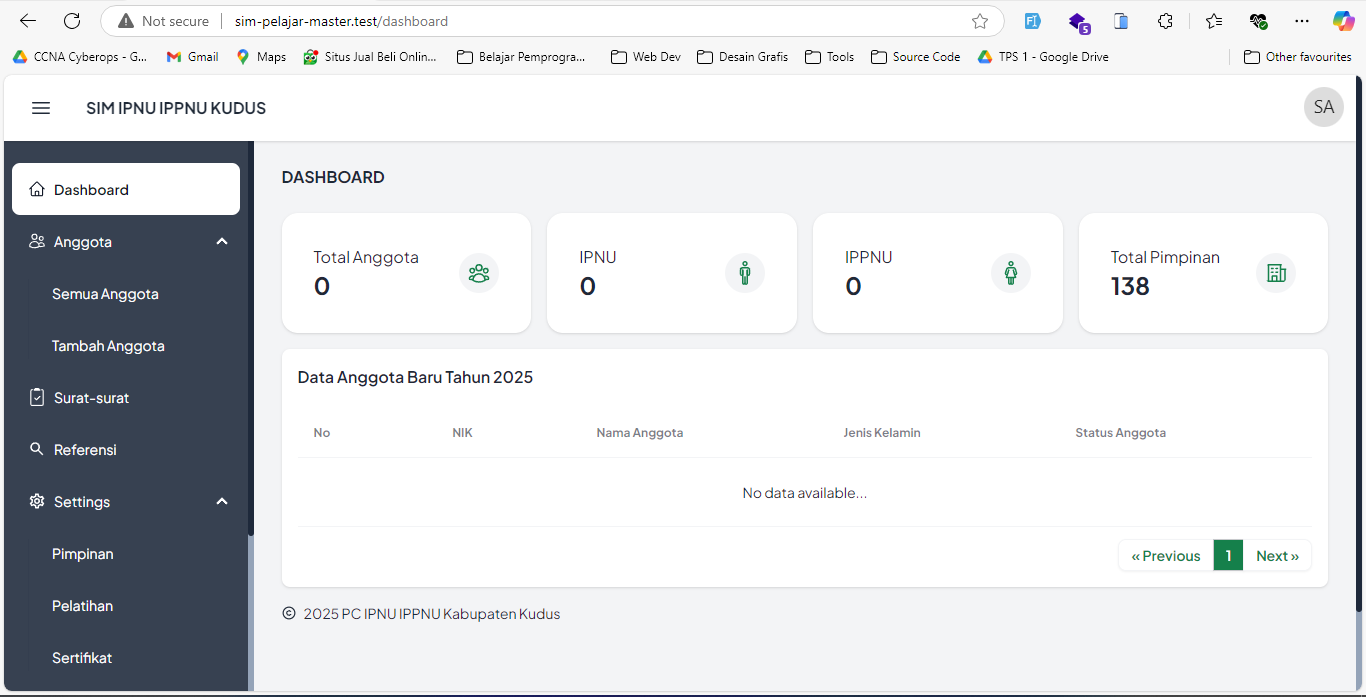 Not secure sim-pelajar-master.test/dashboard
CCNA Cyberops - G... Gmail Maps Situs Jual Beli Onlin... Belajar Pemprogra... Web Dev Desain Grafis Tools Source Code TPS 1 - Google Drive Other favourites
SIM IPNU IPPNU KUDUS
SA
Dashboard
Anggota
Semua Anggota
Tambah Anggota
Surat-surat
Referensi
Settings
Pimpinan
Pelatihan
Sertifikat
DASHBOARD
Total Anggota
0
IPNU
0
IPPNU
0
Total Pimpinan
138
Data Anggota Baru Tahun 2025
No NIK Nama Anggota Jenis Kelamin Status Anggota
No data available...
« Previous 1 Next »
© 2025 PC IPNU IPPNU Kabupaten Kudus